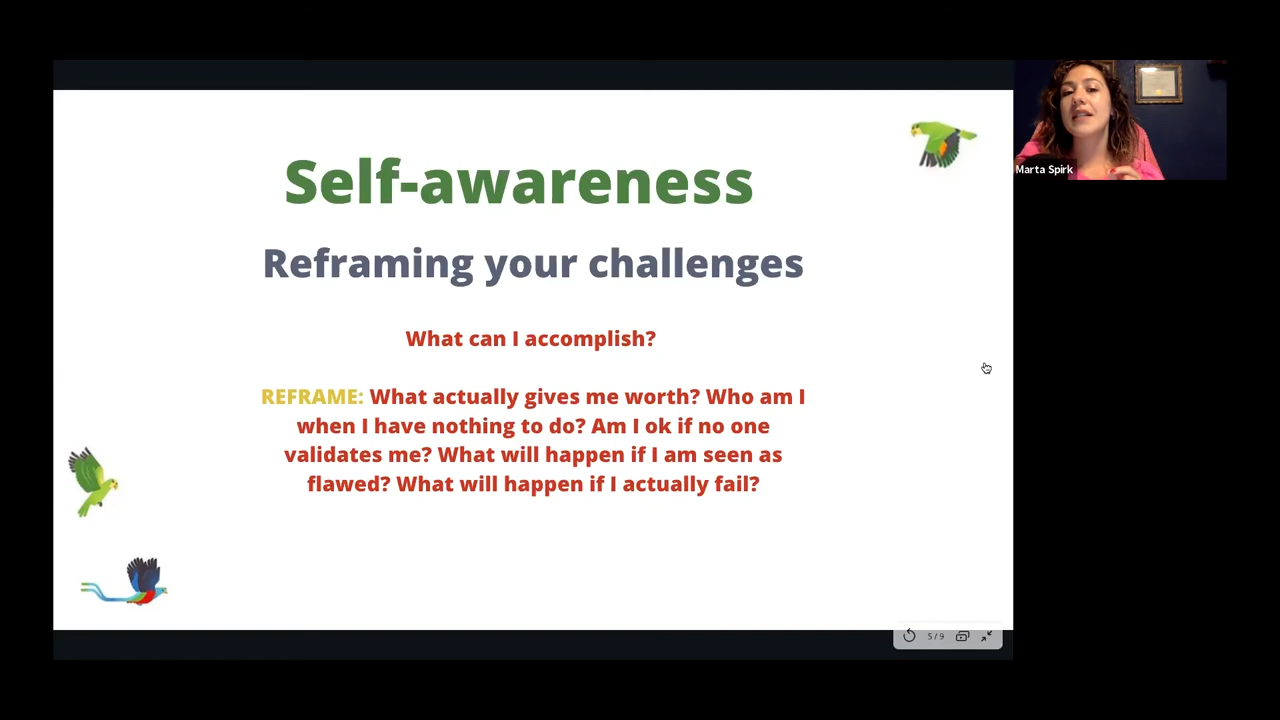 Self-awareness
Reframing your challenges
What can I accomplish?
REFRAME: What actually gives me worth? Who am I
when I have nothing to do? Am I ok if no one
validates me? What will happen if I am seen as
flawed? What will happen if I actually fail?
Marta Spirk
5/9